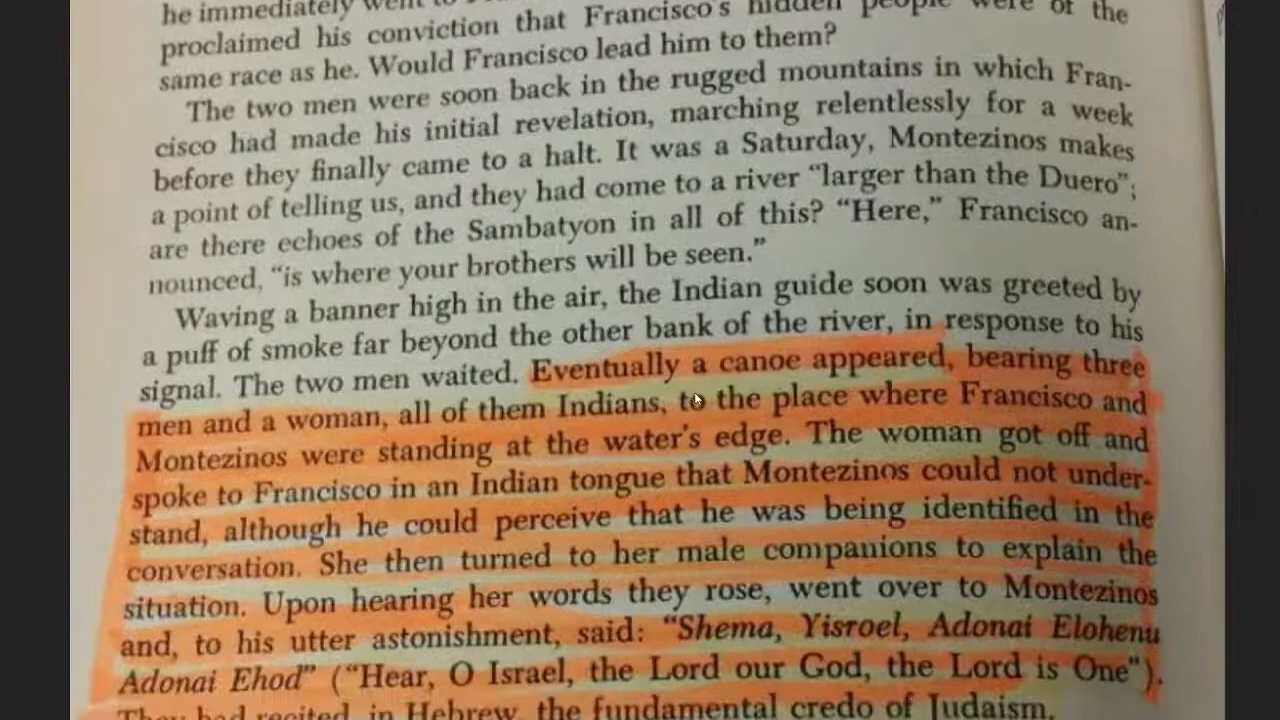 he immediately went to
proclaimed his conviction that Francisco's hidden people were of the
same race as he. Would Francisco lead him to them?
The two men were soon back in the rugged mountains in which Fran-
cisco had made his initial revelation, marching relentlessly for a week
before they finally came to a halt. It was a Saturday, Montezinos makes
a point of telling us, and they had come to a river “larger than the Duero”;
are there echoes of the Sambatyon in all of this? “Here,” Francisco an-
nounced, “is where your brothers will be seen.”
Waving a banner high in the air, the Indian guide soon was greeted by
a puff of smoke far beyond the other bank of the river, in response to his
signal. The two men waited. Eventually a canoe appeared, bearing three
men and a woman, all of them Indians, to the place where Francisco and
Montezinos were standing at the water's edge. The woman got off and
spoke to Francisco in an Indian tongue that Montezinos could not under-
stand, although he could perceive that he was being identified in the
conversation. She then turned to her male companions to explain the
situation. Upon hearing her words they rose, went over to Montezinos
and, to his utter astonishment, said: “Shema, Yisroel, Adonai Elohenu
Adonai Ehod” (“Hear, O Israel, the Lord our God, the Lord is One”).
They had recited, in Hebrew, the fundamental credo of Judaism.